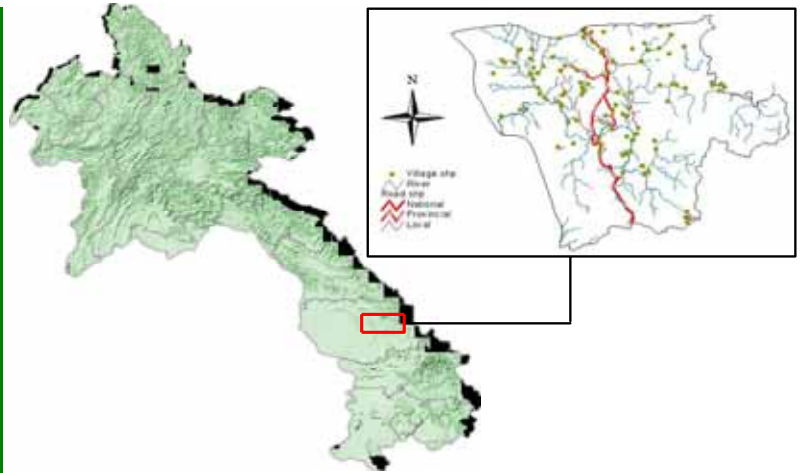 N
Village shp
River
Road shp
National
Provincial
Local